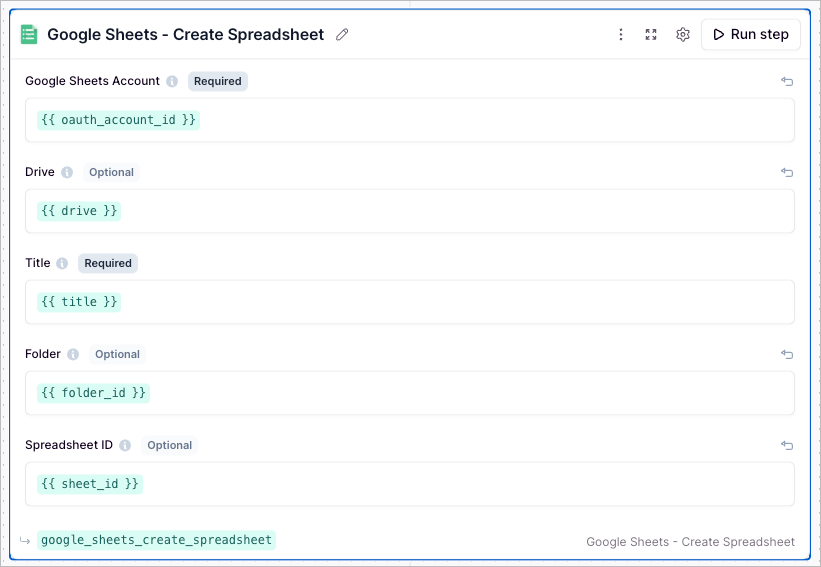 Google Sheets - Create Spreadsheet
Run step
Google Sheets Account Required
{{ oauth_account_id }}
Drive Optional
{{ drive }}
Title Required
{{ title }}
Folder Optional
{{ folder_id }}
Spreadsheet ID Optional
{{ sheet_id }}
google_sheets_create_spreadsheet
Google Sheets - Create Spreadsheet